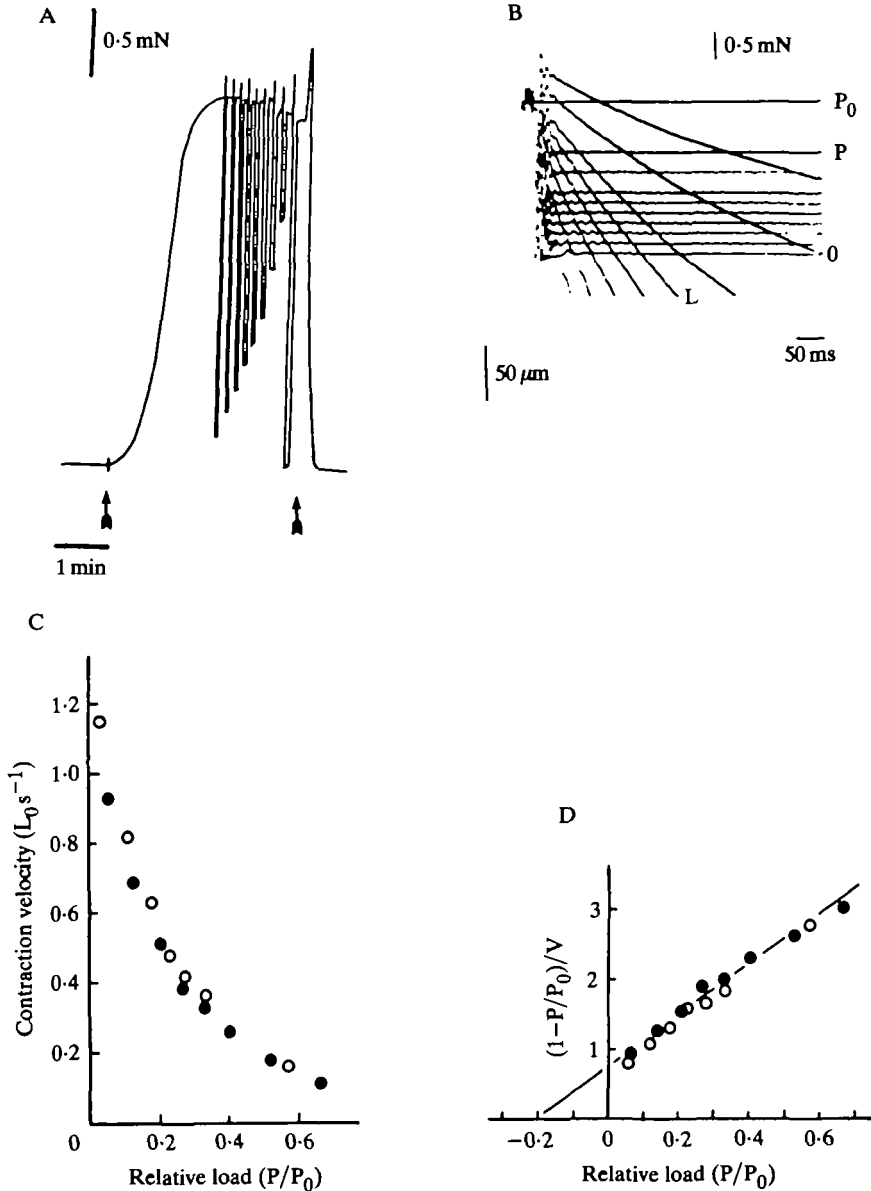 A
0·5 mN
1 min
B
0·5 mN
P₀
P
0
L
50 ms
50 μm
C
Contraction velocity (L₀ s⁻¹)
1·2
1·0
0·8
0·6
0·4
0·2
0 0·2 0·4 0·6
Relative load (P/P₀)
D
(1−P/P₀)/V
3
2
1
−0·2 0 0·2 0·4 0·6
Relative load (P/P₀)